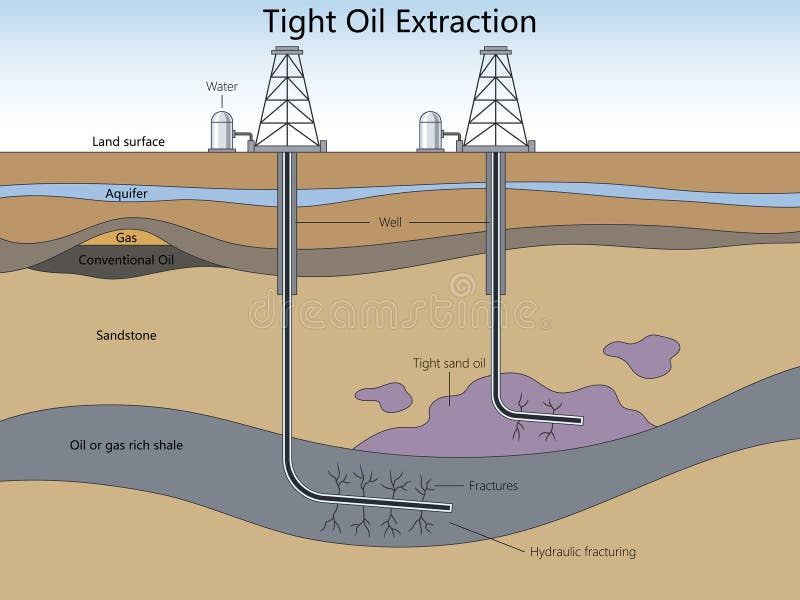 Tight Oil Extraction
Water
Land surface
Aquifer
Well
Gas
Conventional Oil
dreamstime.
Sandstone
Tight sand oil
Oil or gas rich shale
Fractures
Hydraulic fracturing